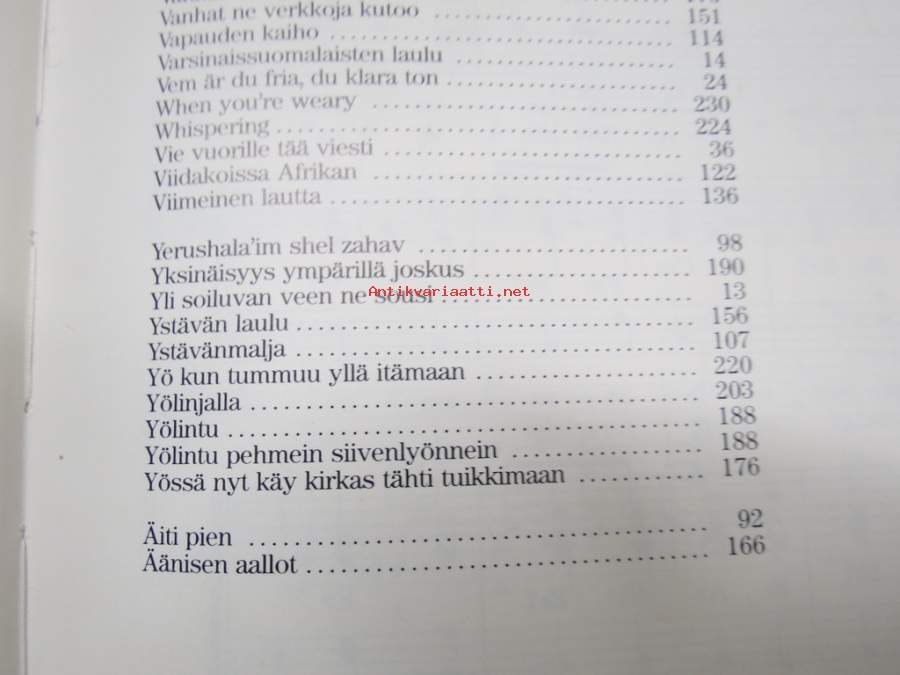 Vanhat ne verkkoja kutoo ........................ 151
Vapauden kaiho ........................ 114
Varsinaissuomalaisten laulu ........................ 14
Vem är du fria, du klara ton ........................ 24
When you're weary ........................ 230
Whispering ........................ 224
Vie vuorille tää viesti ........................ 36
Viidakoissa Afrikan ........................ 122
Viimeinen lautta ........................ 136
Yerushala'im shel zahav ........................ 98
Yksinäisyys ympärillä joskus ........................ 190
Yli soiluvan veen ne sousi ........................ 13
Antikvariaatti.net
Ystävän laulu ........................ 156
Ystävänmalja ........................ 107
Yö kun tummuu yllä itämaan ........................ 220
Yölinjalla ........................ 203
Yölintu ........................ 188
Yölintu pehmein siivenlyönnein ........................ 188
Yössä nyt käy kirkas tähti tuikkimaan ............ 176
Äiti pien ........................ 92
Äänisen aallot ........................ 166